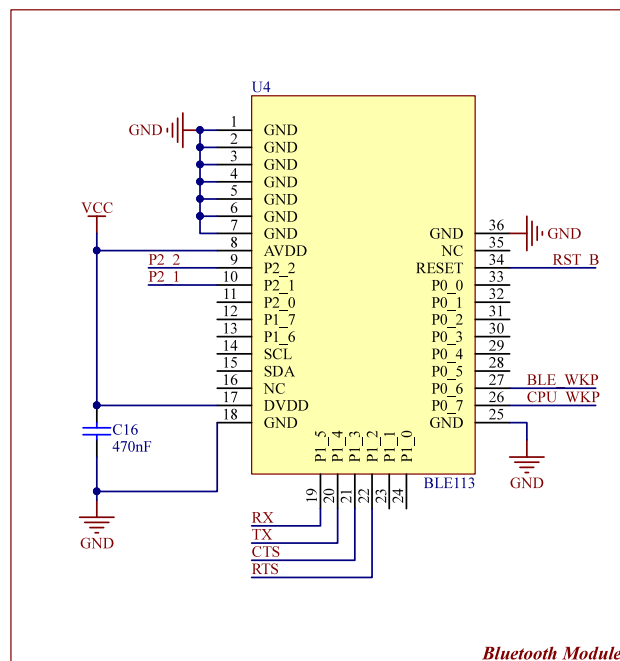 U4
GND
1 GND
2 GND
3 GND
4 GND
5 GND
6 GND
7 GND
VCC
8 AVDD
P2_2 9 P2_2
P2_1 10 P2_1
11 P2_0
12 P1_7
13 P1_6
14 SCL
15 SDA
16 NC
17 DVDD
18 GND
C16
470nF
GND
GND 36 GND
NC 35
RESET 34 RST_B
P0_0 33
P0_1 32
P0_2 31
P0_3 30
P0_4 29
P0_5 28
P0_6 27 BLE_WKP
P0_7 26 CPU_WKP
GND 25
GND
P1_5 19
P1_4 20
P1_3 21
P1_2 22
P1_1 23
P1_0 24
BLE113
RX
TX
CTS
RTS
Bluetooth Module